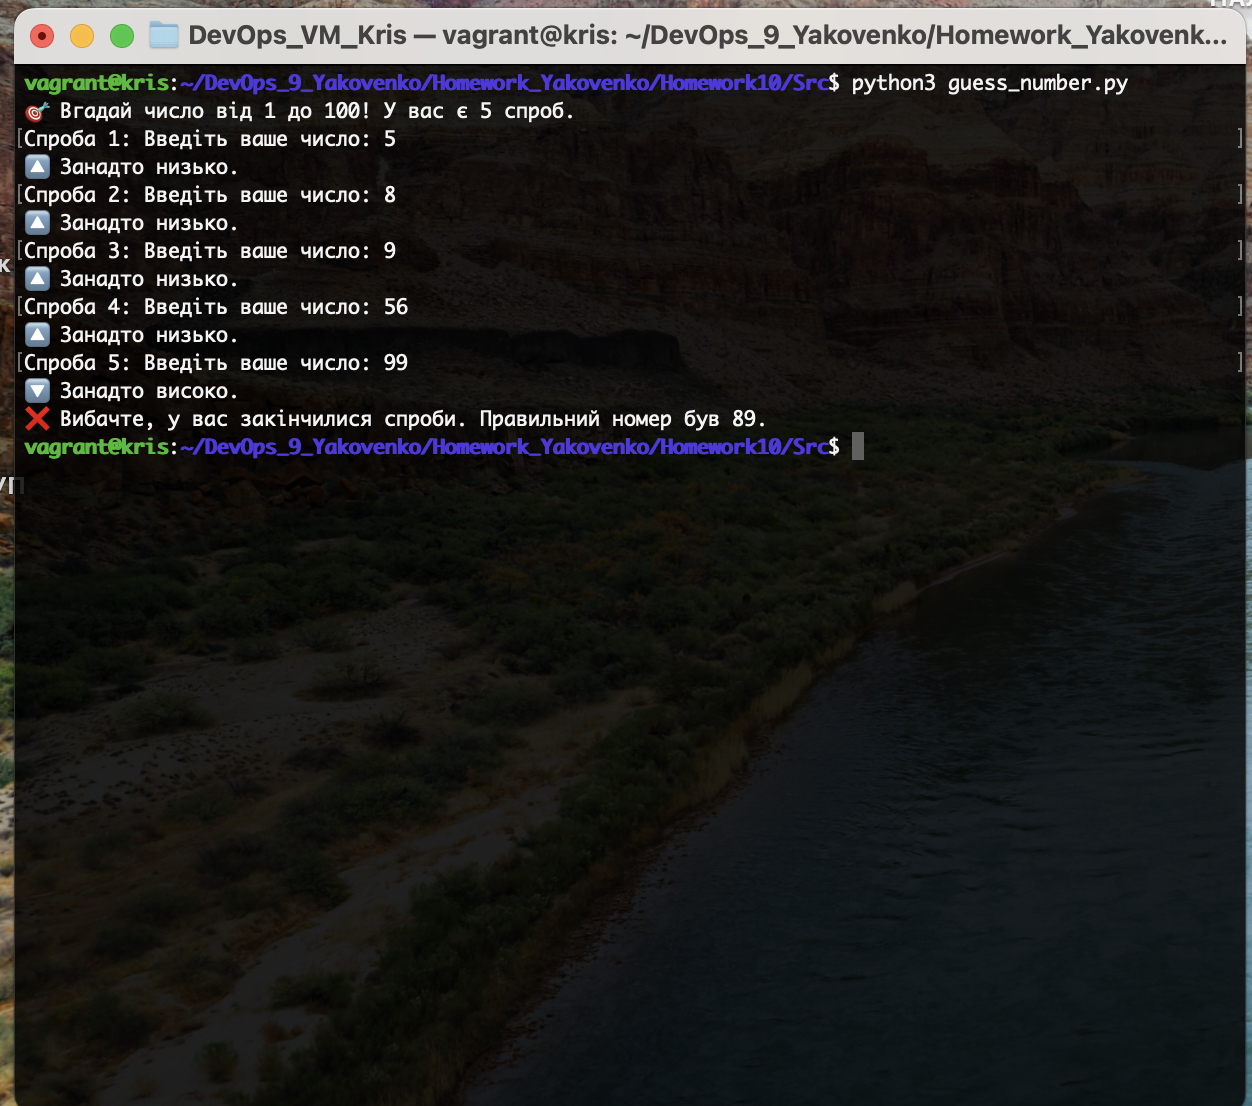 DevOps_VM_Kris — vagrant@kris: ~/DevOps_9_Yakovenko/Homework_Yakovenk...
vagrant@kris:~/DevOps_9_Yakovenko/Homework_Yakovenko/Homework10/Src$ python3 guess_number.py
🎯 Вгадай число від 1 до 100! У вас є 5 спроб.
[Спроба 1: Введіть ваше число: 5 ]
🔼 Занадто низько.
[Спроба 2: Введіть ваше число: 8 ]
🔼 Занадто низько.
[Спроба 3: Введіть ваше число: 9 ]
🔼 Занадто низько.
[Спроба 4: Введіть ваше число: 56 ]
🔼 Занадто низько.
[Спроба 5: Введіть ваше число: 99 ]
🔽 Занадто високо.
❌ Вибачте, у вас закінчилися спроби. Правильний номер був 89.
vagrant@kris:~/DevOps_9_Yakovenko/Homework_Yakovenko/Homework10/Src$